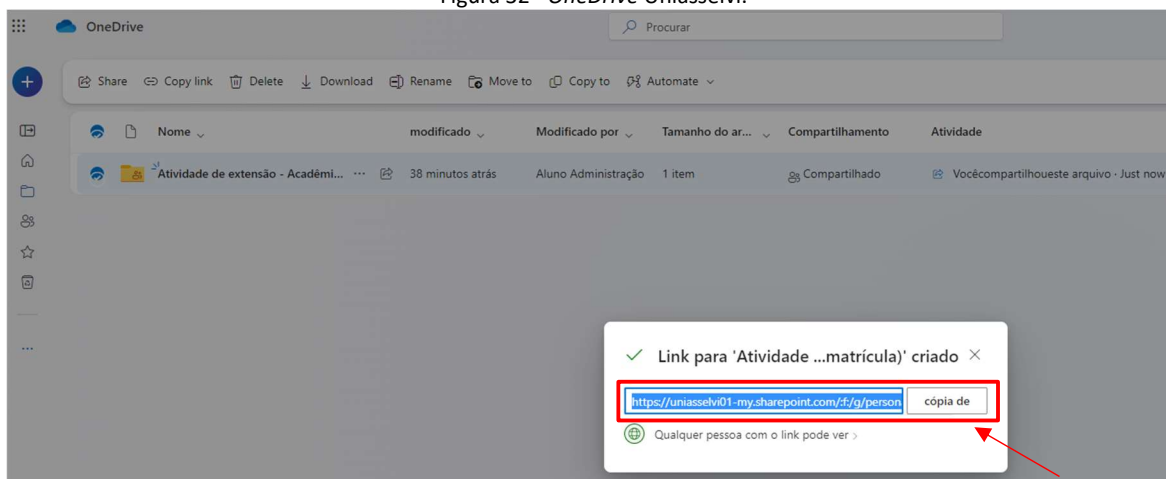 Figura 32 - OneDrive Uniasselvi.
OneDrive
Procurar
Share Copy link Delete Download Rename Move to Copy to Automate
Nome modificado Modificado por Tamanho do ar... Compartilhamento Atividade
Atividade de extensão - Acadêmi... ··· 38 minutos atrás Aluno Administração 1 item Compartilhado Vocêcompartilhoueste arquivo · Just now
Link para 'Atividade ...matrícula)' criado
https://uniasselvi01-my.sharepoint.com/:f:/g/person cópia de
Qualquer pessoa com o link pode ver